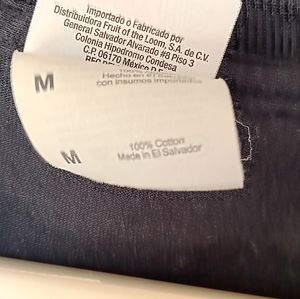 Importado o Fabricado por
Distribuidora Fruit of the Loom, S.A. de C.V.
General Salvador Alvarado #8 Piso 3
Colonia Hipodromo Condesa
C.P. 06170 México D.F.
M
Hecho en El Salvador
con insumos importados
M
100% Cotton
Made in El Salvador